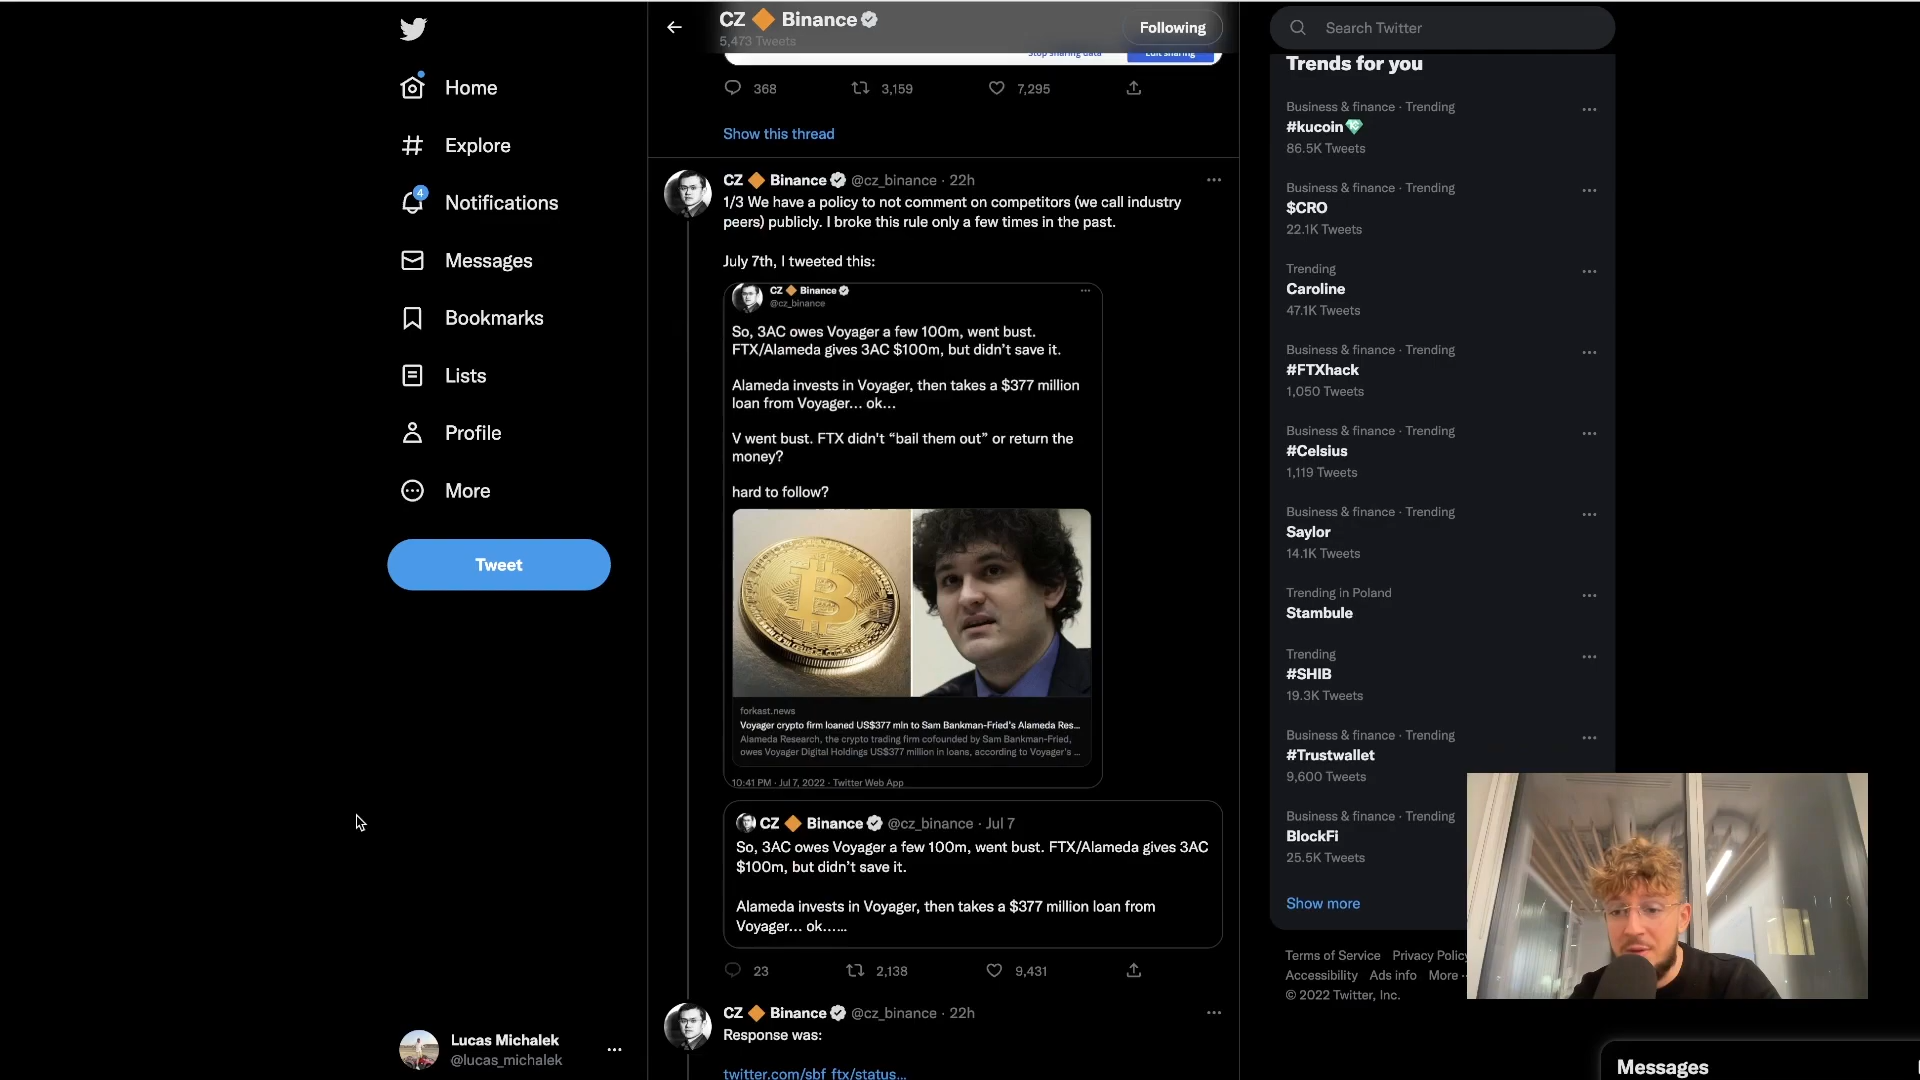 Home
Explore
4
Notifications
Messages
Bookmarks
Lists
Profile
More
Tweet
Lucas Michalek
@lucas_michalek
CZ 🔶 Binance
5,473 Tweets
Following
Stop sharing data
Edit sharing
368
3,159
7,295
Show this thread
CZ 🔶 Binance @cz_binance · 22h
1/3 We have a policy to not comment on competitors (we call industry
peers) publicly. I broke this rule only a few times in the past.
July 7th, I tweeted this:
CZ 🔶 Binance
@cz_binance
So, 3AC owes Voyager a few 100m, went bust.
FTX/Alameda gives 3AC $100m, but didn’t save it.
Alameda invests in Voyager, then takes a $377 million
loan from Voyager... ok...
V went bust. FTX didn't “bail them out” or return the
money?
hard to follow?
forkast.news
Voyager crypto firm loaned US$377 mln to Sam Bankman-Fried’s Alameda Res...
Alameda Research, the crypto trading firm cofounded by Sam Bankman-Fried,
owes Voyager Digital Holdings US$377 million in loans, according to Voyager’s ...
10:41 PM · Jul 7, 2022 · Twitter Web App
CZ 🔶 Binance @cz_binance · Jul 7
So, 3AC owes Voyager a few 100m, went bust. FTX/Alameda gives 3AC
$100m, but didn’t save it.
Alameda invests in Voyager, then takes a $377 million loan from
Voyager... ok......
23
2,138
9,431
CZ 🔶 Binance @cz_binance · 22h
Response was:
twitter.com/sbf_ftx/status...
Search Twitter
Trends for you
Business & finance · Trending
#kucoin
86.5K Tweets
Business & finance · Trending
$CRO
22.1K Tweets
Trending
Caroline
47.1K Tweets
Business & finance · Trending
#FTXhack
1,050 Tweets
Business & finance · Trending
#Celsius
1,119 Tweets
Business & finance · Trending
Saylor
14.1K Tweets
Trending in Poland
Stambule
Trending
#SHIB
19.3K Tweets
Business & finance · Trending
#Trustwallet
9,600 Tweets
Business & finance · Trending
BlockFi
25.5K Tweets
Show more
Terms of Service Privacy Policy
Accessibility Ads info More
© 2022 Twitter, Inc.
Messages